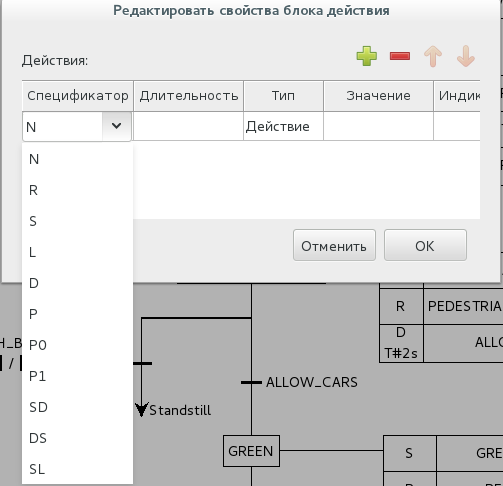 Редактировать свойства блока действия
Действия:
Спецификатор Длительность Тип Значение Индик
N Действие
N
R
S
L
D
P
P0
P1
SD
DS
SL
Отменить OK
R PEDESTRIA
D
T#2s ALLO
H_B
/
ALLOW_CARS
Standstill
GREEN
S GRE